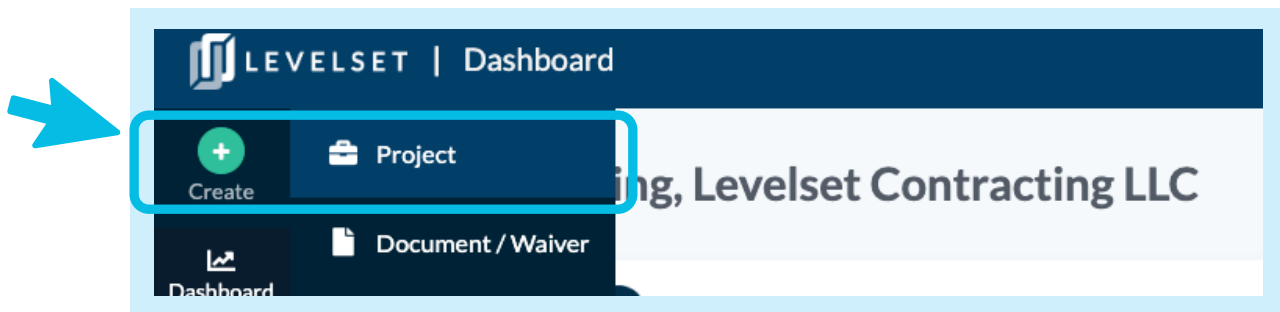 LEVELSET | Dashboard
Create
Project
ing, Levelset Contracting LLC
Document / Waiver
Dashboard